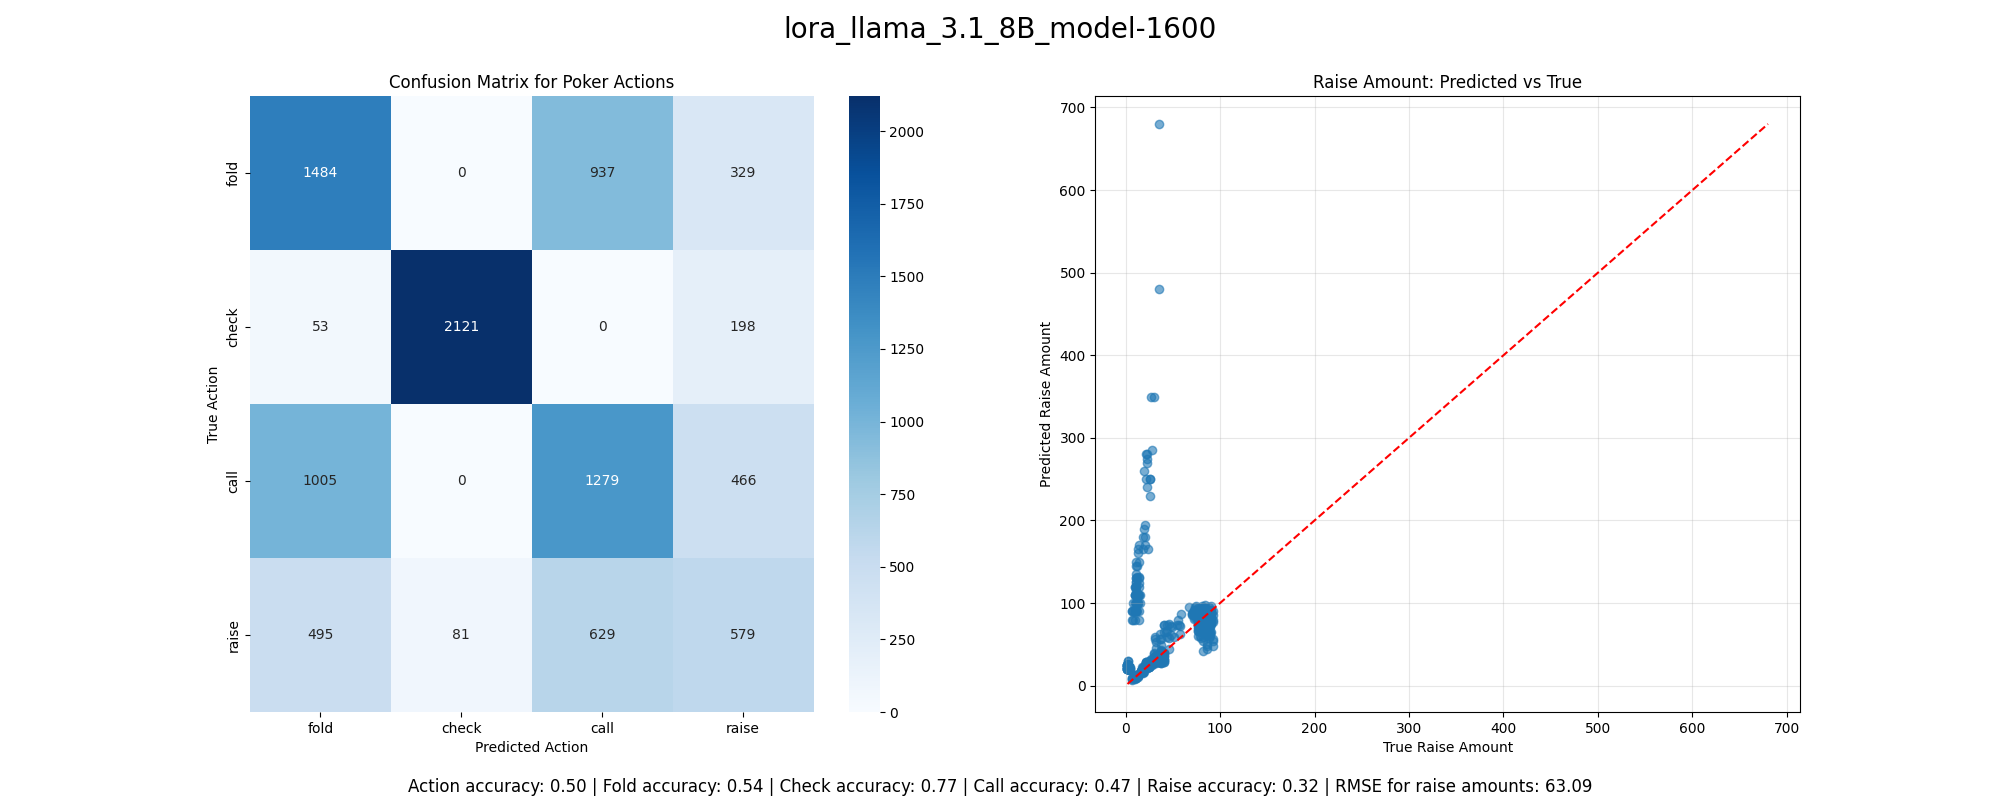 lora_llama_3.1_8B_model-1600
Confusion Matrix for Poker Actions
True Action
fold
check
call
raise
1484 0 937 329
53 2121 0 198
1005 0 1279 466
495 81 629 579
fold check call raise
Predicted Action
2000
1750
1500
1250
1000
750
500
250
0
Raise Amount: Predicted vs True
Predicted Raise Amount
700
600
500
400
300
200
100
0
0 100 200 300 400 500 600 700
True Raise Amount
Action accuracy: 0.50 | Fold accuracy: 0.54 | Check accuracy: 0.77 | Call accuracy: 0.47 | Raise accuracy: 0.32 | RMSE for raise amounts: 63.09